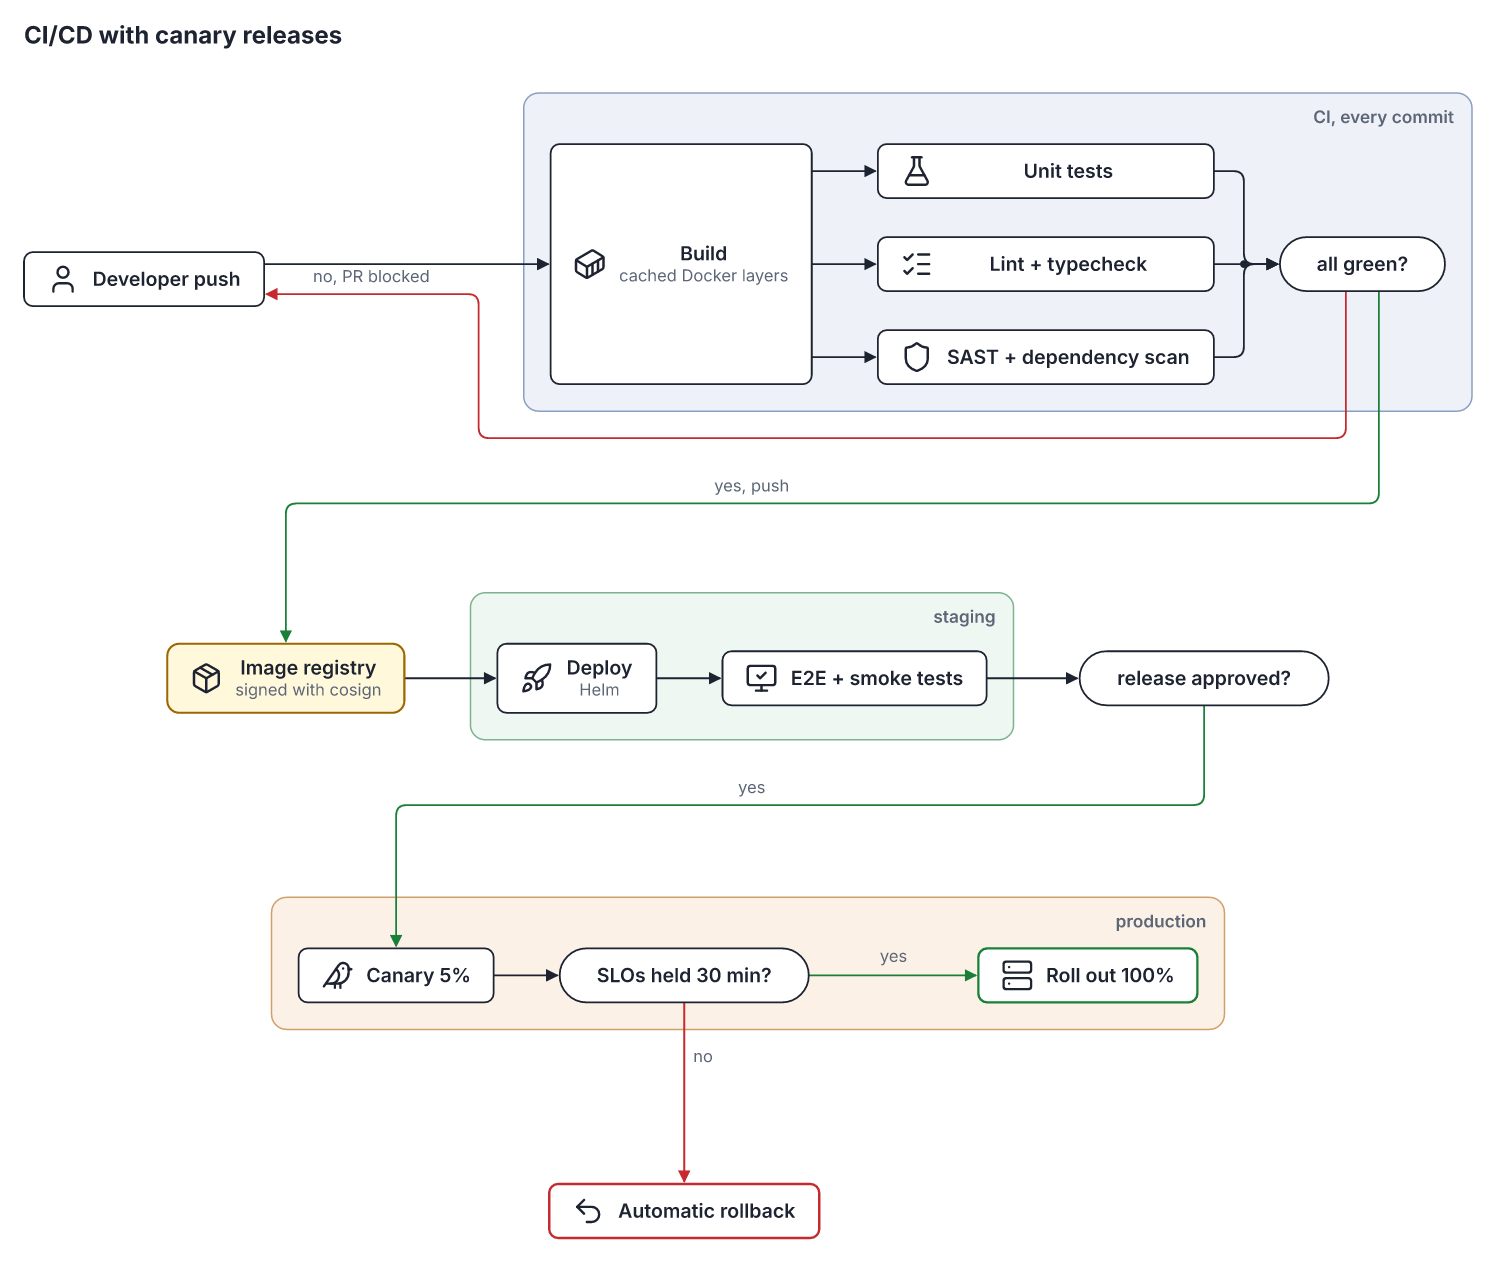 CI/CD with canary releases
CI, every commit
Unit tests
Build
cached Docker layers
Lint + typecheck
all green?
Developer push
no, PR blocked
SAST + dependency scan
yes, push
staging
Image registry
signed with cosign
Deploy
Helm
E2E + smoke tests
release approved?
yes
production
Canary 5%
SLOs held 30 min?
yes
Roll out 100%
no
Automatic rollback